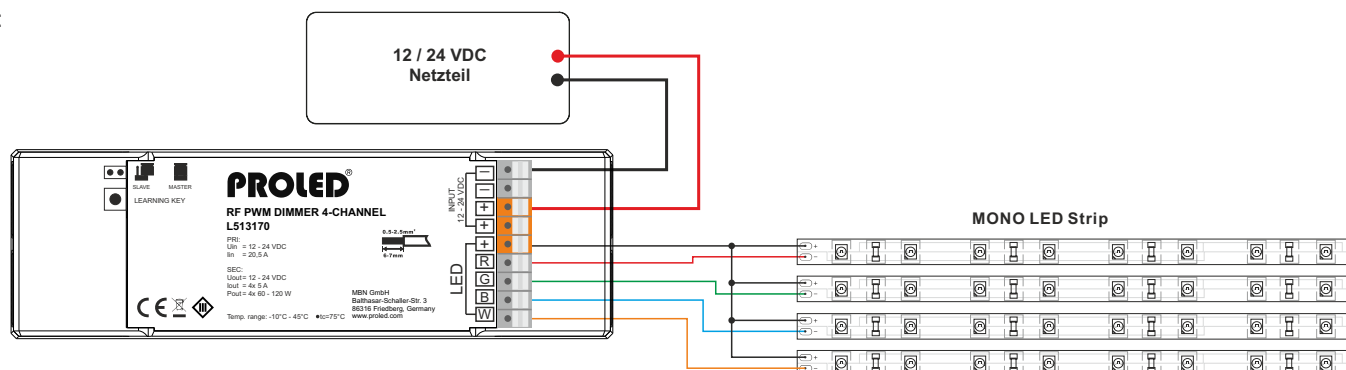 :
12 / 24 VDC
Netzteil
SLAVE
MASTER
LEARNING KEY
PROLED®
RF PWM DIMMER 4-CHANNEL
L513170
PRI:
Uin = 12 - 24 VDC
Iin = 20,5 A
SEC:
Uout = 12 - 24 VDC
Iout = 4x 5 A
Pout = 4x 60 - 120 W
Temp. range: -10°C - 45°C ●tc=75°C
0.5-2.5mm²
6-7mm
MBN GmbH
Balthasar-Schaller-Str. 3
86316 Friedberg, Germany
www.proled.com
CE
III
INPUT
12 - 24 VDC
−
−
+
+
LED
+
R
G
B
W
MONO LED Strip
+
−
+
−
+
−
+
−